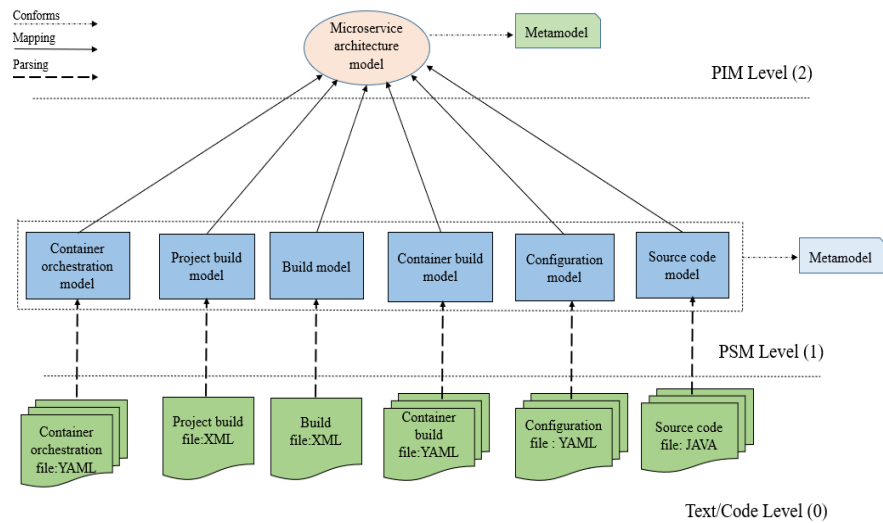 Conforms
Mapping
Parsing
Microservice
architecture
model
Metamodel
PIM Level (2)
Container
orchestration
model
Project build
model
Build model
Container build
model
Configuration
model
Source code
model
Metamodel
PSM Level (1)
Container
orchestration
file:YAML
Project build
file:XML
Build
file:XML
Container
build
file:YAML
Configuration
file : YAML
Source code
file: JAVA
Text/Code Level (0)